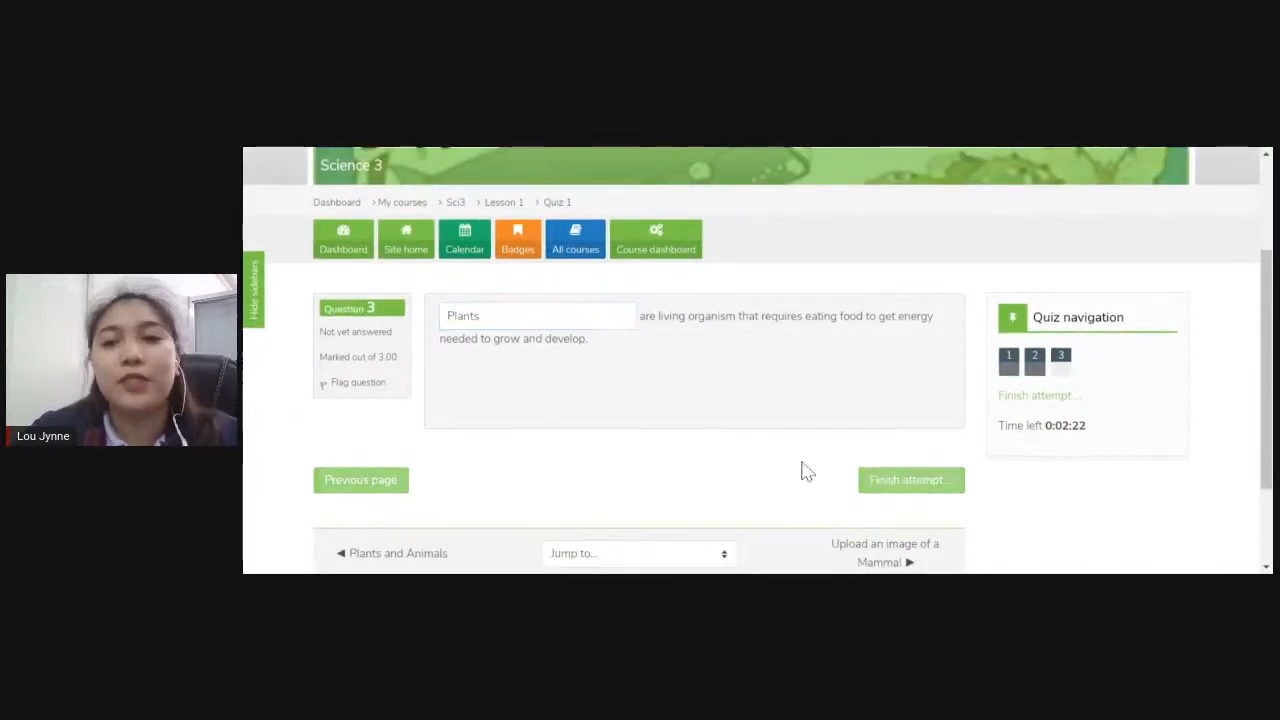 Science 3
Dashboard > My courses > Sci3 > Lesson 1 > Quiz 1
Dashboard
Site home
Calendar
Badges
All courses
Course dashboard
Hide sidebars
Question 3
Not yet answered
Marked out of 3.00
Flag question
Plants are living organism that requires eating food to get energy
needed to grow and develop.
Quiz navigation
1 2 3
Finish attempt ...
Time left 0:02:22
Previous page
Finish attempt ...
◀ Plants and Animals
Jump to...
Upload an image of a
Mammal ▶
Lou Jynne